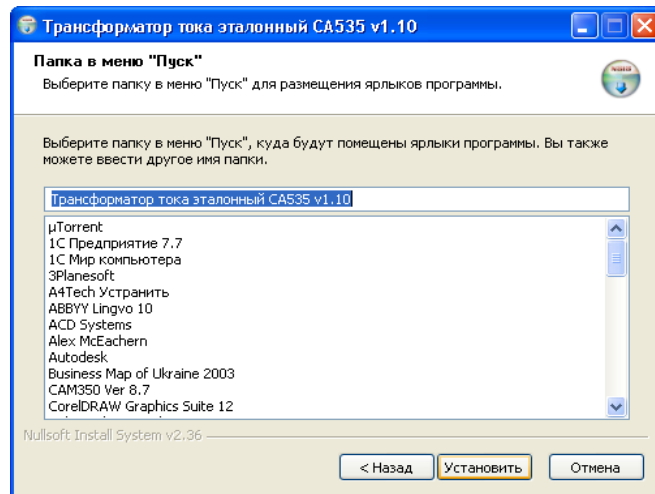 Трансформатор тока эталонный СА535 v1.10
Папка в меню "Пуск"
Выберите папку в меню "Пуск" для размещения ярлыков программы.
Выберите папку в меню "Пуск", куда будут помещены ярлыки программы. Вы также
можете ввести другое имя папки.
Трансформатор тока эталонный СА535 v1.10
µTorrent
1С Предприятие 7.7
1С Мир компьютера
3Planesoft
A4Tech Устранить
ABBYY Lingvo 10
ACD Systems
Alex McEachern
Autodesk
Business Map of Ukraine 2003
CAM350 Ver 8.7
CorelDRAW Graphics Suite 12
Nullsoft Install System v2.36
< Назад
Установить
Отмена